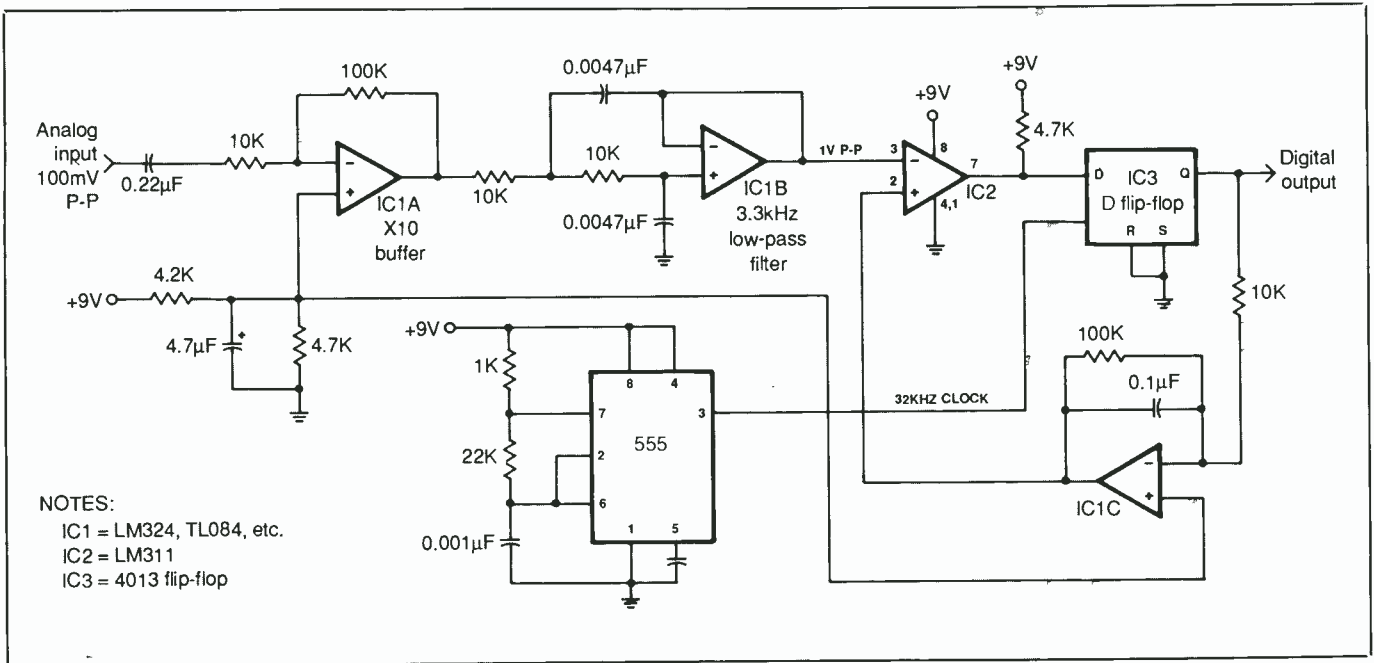 100K
0.0047µF
+9V
+9V
Analog
input
100mV
P-P
10K
4.7K
0.22µF
–
+
IC1A
X10
buffer
10K
10K
0.0047µF
–
+
IC1B
3.3kHz
low-pass
filter
1V P-P
3
2
–
+
8
7
4,1
IC2
D
Q
IC3
D flip-flop
R
S
Digital
output
4.2K
+9V
4.7µF
+
4.7K
+9V
1K
22K
0.001µF
8
4
7
3
2
555
6
1
5
32KHZ CLOCK
10K
100K
0.1µF
–
+
IC1C
NOTES:
IC1 = LM324, TL084, etc.
IC2 = LM311
IC3 = 4013 flip-flop